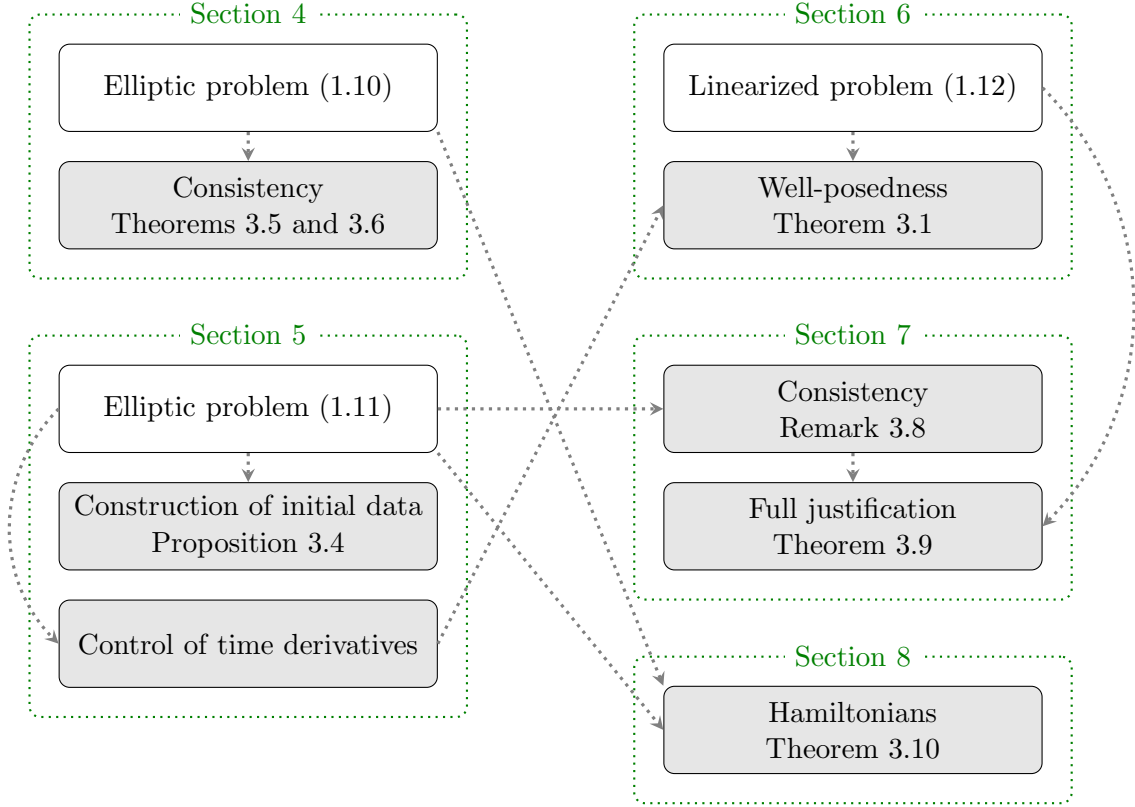 Section 4
Elliptic problem (1.10)
Consistency
Theorems 3.5 and 3.6
Section 5
Elliptic problem (1.11)
Construction of initial data
Proposition 3.4
Control of time derivatives
Section 6
Linearized problem (1.12)
Well-posedness
Theorem 3.1
Section 7
Consistency
Remark 3.8
Full justification
Theorem 3.9
Section 8
Hamiltonians
Theorem 3.10